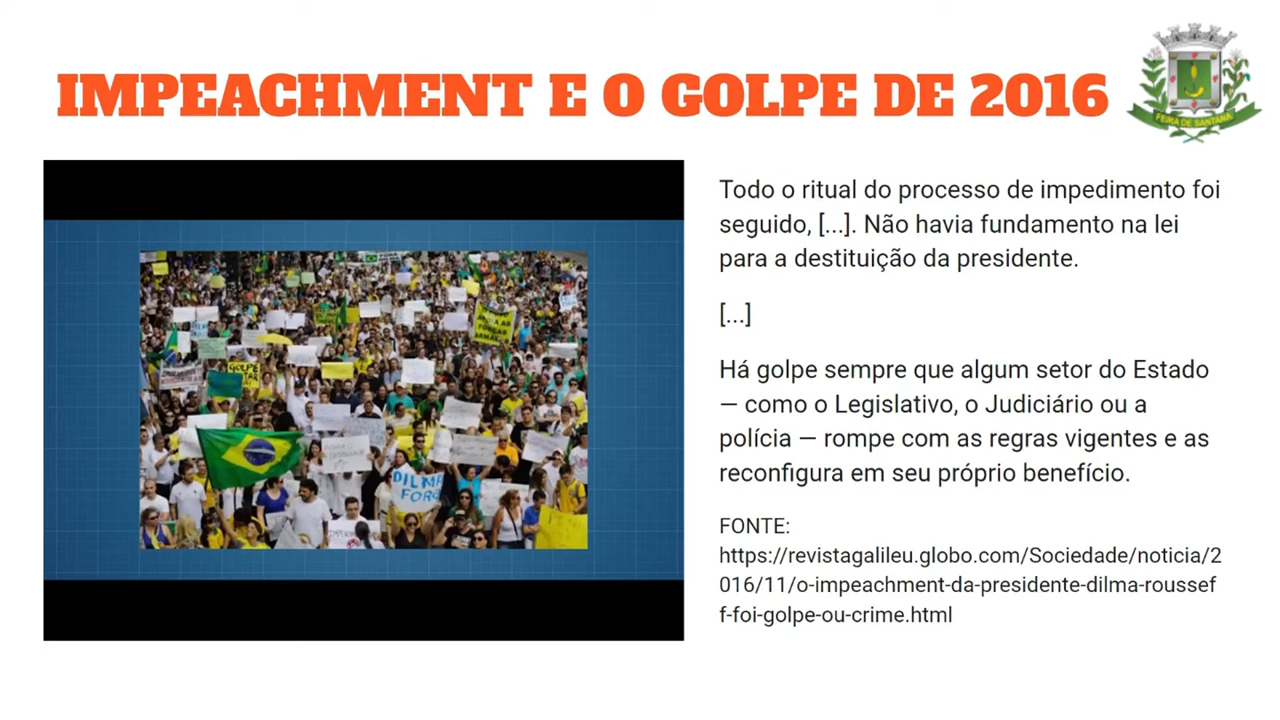 IMPEACHMENT E O GOLPE DE 2016
FEIRA DE SANTANA
Todo o ritual do processo de impedimento foi
seguido, [...]. Não havia fundamento na lei
para a destituição da presidente.
[...]
Há golpe sempre que algum setor do Estado
— como o Legislativo, o Judiciário ou a
polícia — rompe com as regras vigentes e as
reconfigura em seu próprio benefício.
FONTE:
https://revistagalileu.globo.com/Sociedade/noticia/2
016/11/o-impeachment-da-presidente-dilma-roussef
f-foi-golpe-ou-crime.html
GOLPE
DILMA